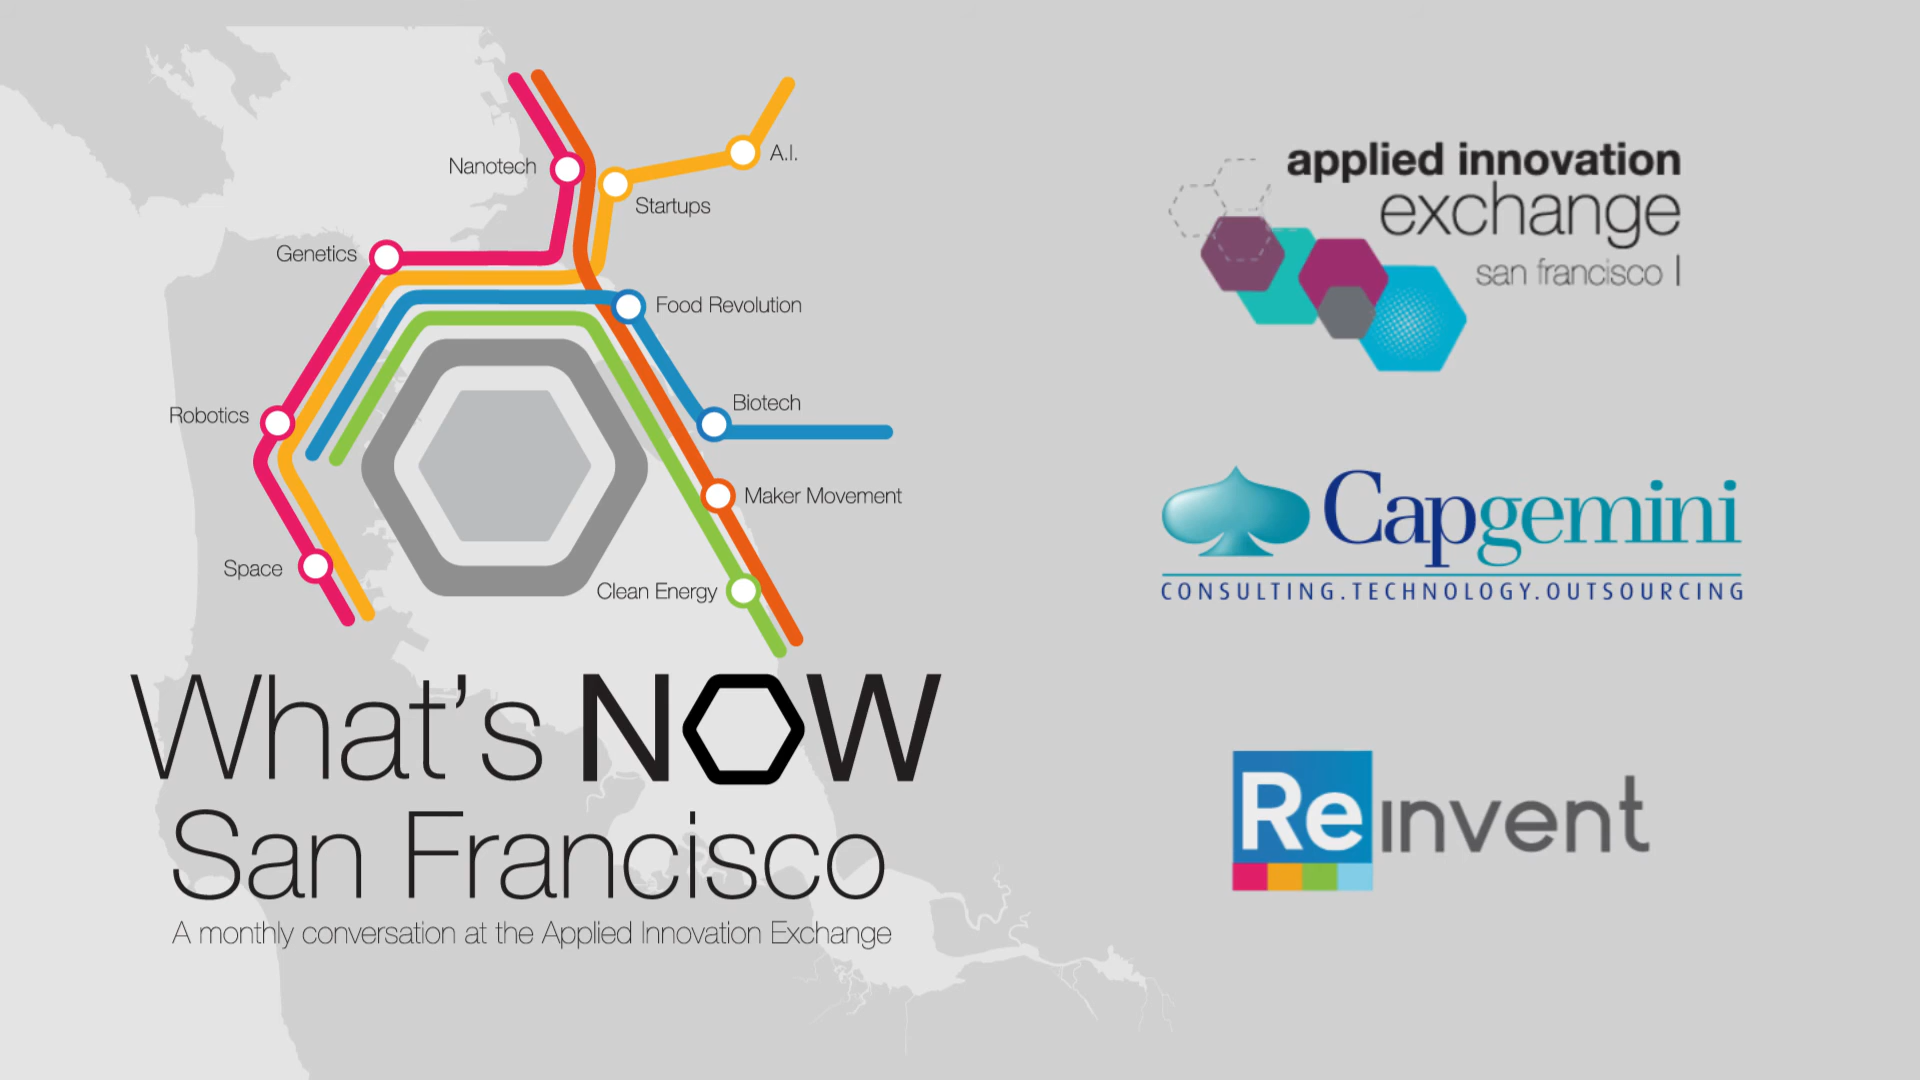 Nanotech
A.I.
Startups
Genetics
Food Revolution
Robotics
Biotech
Maker Movement
Space
Clean Energy
What's NOW
San Francisco
A monthly conversation at the Applied Innovation Exchange
applied innovation
exchange
san francisco |
Capgemini
CONSULTING.TECHNOLOGY.OUTSOURCING
Reinvent